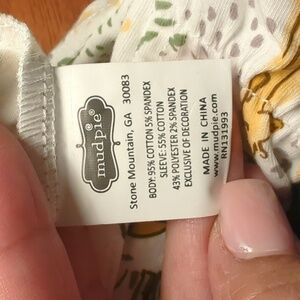 mudpie
Stone Mountain, GA 30083
BODY: 95% COTTON 5% SPANDEX
SLEEVE: 55% COTTON
43% POLYESTER 2% SPANDEX
EXCLUSIVE OF DECORATION
MADE IN CHINA
www.mudpie.com
RN131993